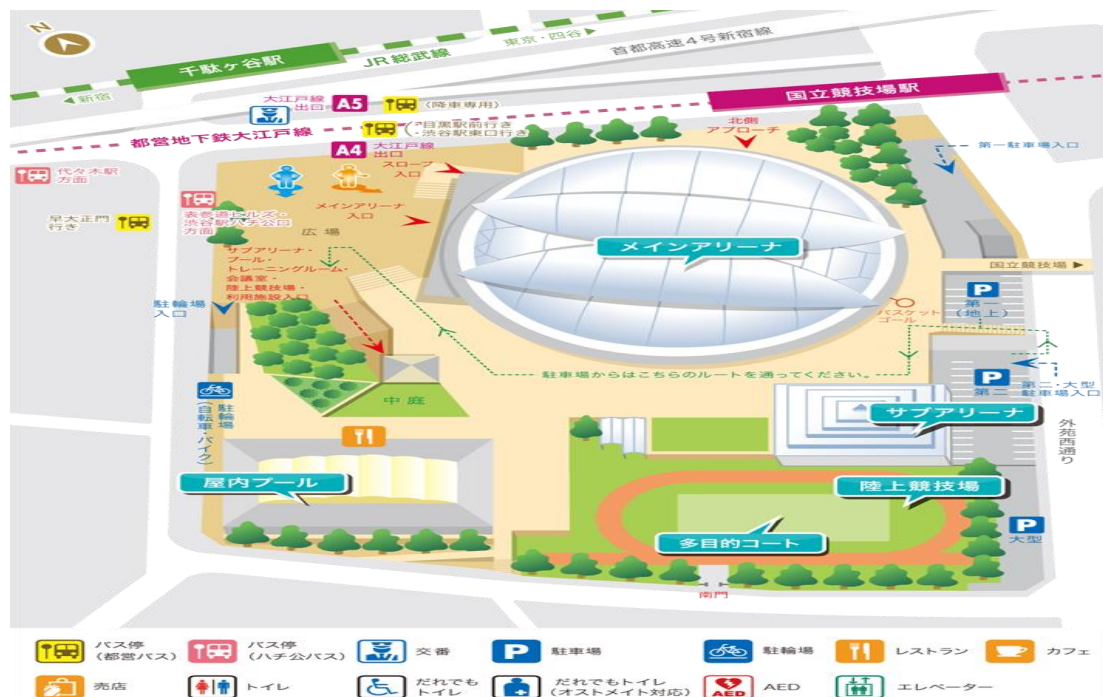 N
千駄ヶ谷駅
JR総武線
東京・四谷▶
首都高速4号新宿線
◀新宿
大江戸線
出口
A5
(降車専用)
国立競技場駅
都営地下鉄大江戸線
・目黒駅前行き
・渋谷駅東口行き
北側
アプローチ
A4
大江戸線
出口
スロープ
入口
第一駐車場入口
代々木駅
方面
表参道ヒルズ・
渋谷駅ハチ公口
方面
メインアリーナ
入口
早大正門
行き
広場
メインアリーナ
サブアリーナ・
プール・
トレーニングルーム・
会議室・
陸上競技場・
利用施設入口
国立競技場▶
駐輪場
入口
P
第一
(地上)
バスケット
ゴール
駐車場からはこちらのルートを通ってください。
P
第二
第二・大型
駐車場入口
中庭
駐輪場
(自転車・バイク)
サブアリーナ
外苑西通り
屋内プール
陸上競技場
多目的コート
P
大型
南門
バス停
(都営バス)
バス停
(ハチ公バス)
交番
P
駐車場
駐輪場
レストラン
カフェ
売店
トイレ
だれでも
トイレ
だれでもトイレ
(オストメイト対応)
AED
AED
エレベーター